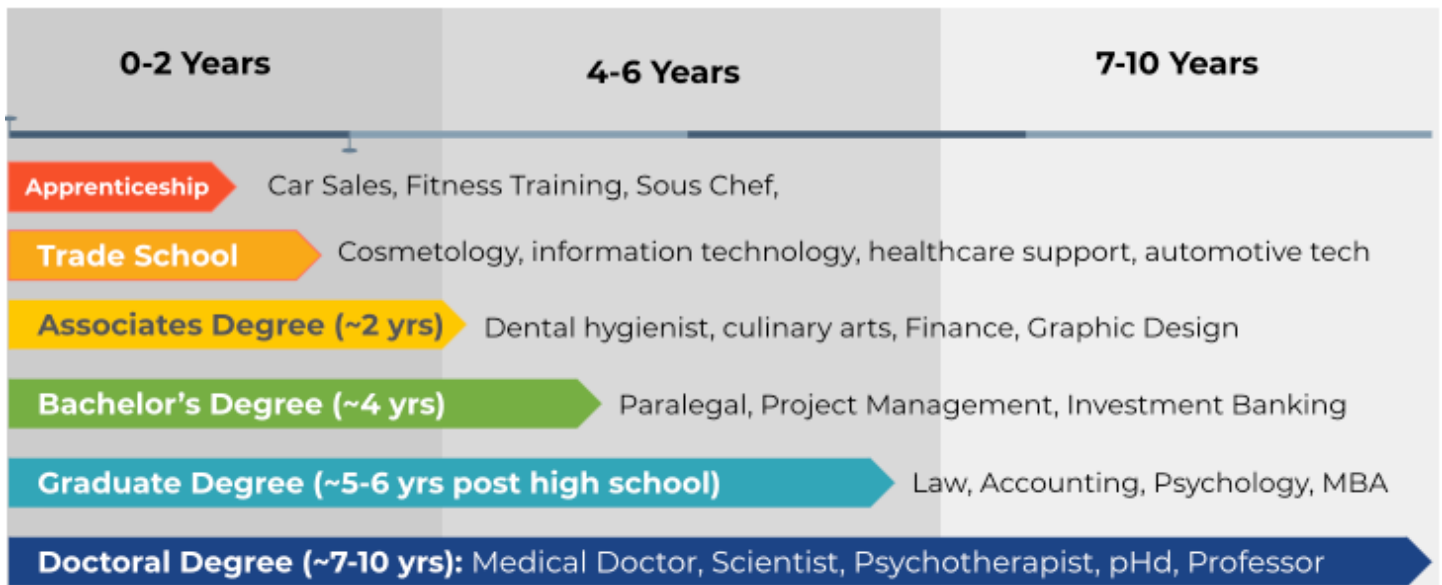 0-2 Years
4-6 Years
7-10 Years
Apprenticeship Car Sales, Fitness Training, Sous Chef,
Trade School Cosmetology, information technology, healthcare support, automotive tech
Associates Degree (~2 yrs) Dental hygienist, culinary arts, Finance, Graphic Design
Bachelor’s Degree (~4 yrs) Paralegal, Project Management, Investment Banking
Graduate Degree (~5-6 yrs post high school) Law, Accounting, Psychology, MBA
Doctoral Degree (~7-10 yrs): Medical Doctor, Scientist, Psychotherapist, pHd, Professor